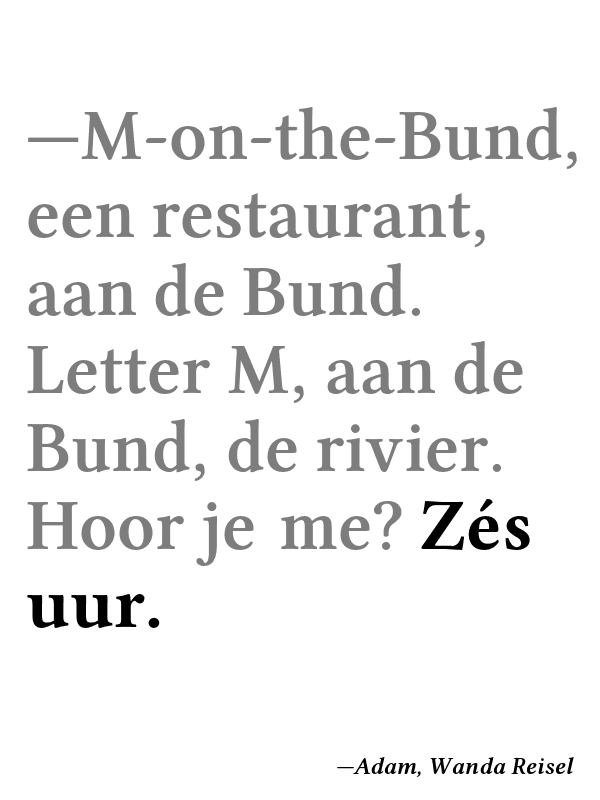 —M-on-the-Bund,
een restaurant,
aan de Bund.
Letter M, aan de
Bund, de rivier.
Hoor je me? Zés
uur.
—Adam, Wanda Reisel